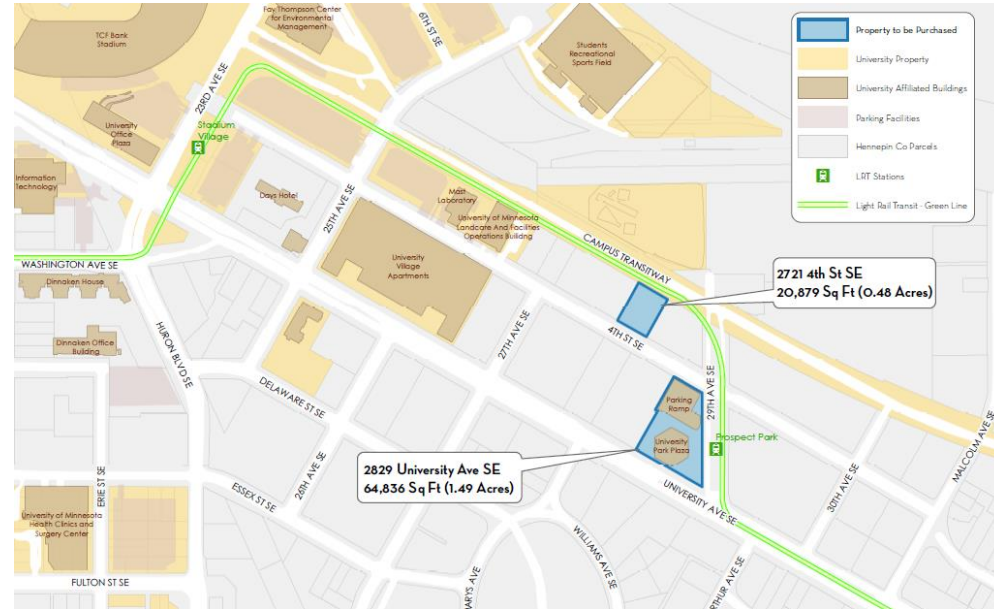 TCF Bank
Stadium
Fay Thompson Center
for Environmental
Management
6TH ST SE
Students
Recreational
Sports Field
23RD AVE SE
University
Office
Plaza
Stadium
Village
Information
Technology
Days Hotel
25TH AVE SE
Mast
Laboratory
University of Minnesota
Landcare And Facilities
Operations Building
University
Village
Apartments
CAMPUS TRANSITWAY
WASHINGTON AVE SE
Dinnaken House
Dinnaken Office
Building
HURON BLVD SE
DELAWARE ST SE
27TH AVE SE
4TH ST SE
29TH AVE SE
2721 4th St SE
20,879 Sq Ft (0.48 Acres)
Parking
Ramp
University
Park Plaza
Prospect Park
2829 University Ave SE
64,836 Sq Ft (1.49 Acres)
UNIVERSITY AVE SE
30TH AVE SE
MALCOLM AVE SE
ERIE ST SE
ESSEX ST SE
26TH AVE SE
University of Minnesota
Health Clinics and
Surgery Center
FULTON ST SE
MARYS AVE
WILLIAMS AVE
ARTHUR AVE SE
Property to be Purchased
University Property
University Affiliated Buildings
Parking Facilities
Hennepin Co Parcels
LRT Stations
Light Rail Transit - Green Line